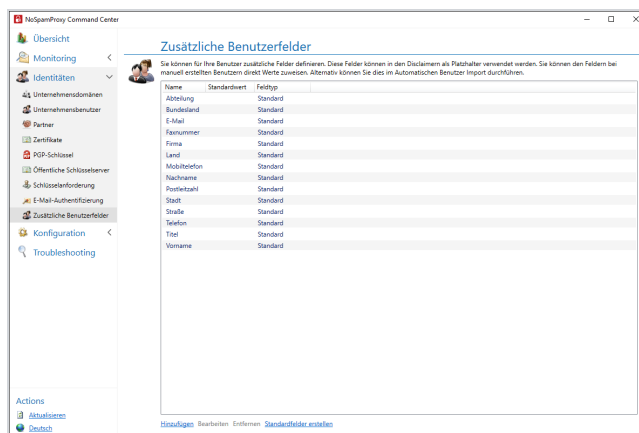 NoSpamProxy Command Center
Übersicht
Monitoring
Identitäten
Unternehmensdomänen
Unternehmensbenutzer
Partner
Zertifikate
PGP-Schlüssel
Öffentliche Schlüsselserver
Schlüsselanforderung
E-Mail-Authentifizierung
Zusätzliche Benutzerfelder
Konfiguration
Troubleshooting
Actions
Aktualisieren
Deutsch
Zusätzliche Benutzerfelder
Sie können für Ihre Benutzer zusätzliche Felder definieren. Diese Felder können in den Disclaimern als Platzhalter verwendet werden. Sie können den Feldern bei
manuell erstellten Benutzern direkt Werte zuweisen. Alternativ können Sie dies im Automatischen Benutzer Import durchführen.
Name Standardwert Feldtyp
Abteilung Standard
Bundesland Standard
E-Mail Standard
Faxnummer Standard
Firma Standard
Land Standard
Mobiltelefon Standard
Nachname Standard
Postleitzahl Standard
Stadt Standard
Straße Standard
Telefon Standard
Titel Standard
Vorname Standard
Hinzufügen Bearbeiten Entfernen Standardfelder erstellen